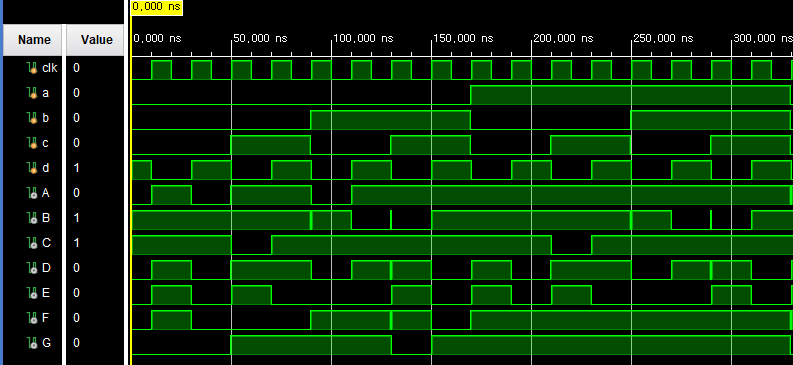 0,000 ns
Name Value 0,000 ns 50,000 ns 100,000 ns 150,000 ns 200,000 ns 250,000 ns 300,000 ns
clk 0
a 0
b 0
c 0
d 1
A 0
B 1
C 1
D 0
E 0
F 0
G 0